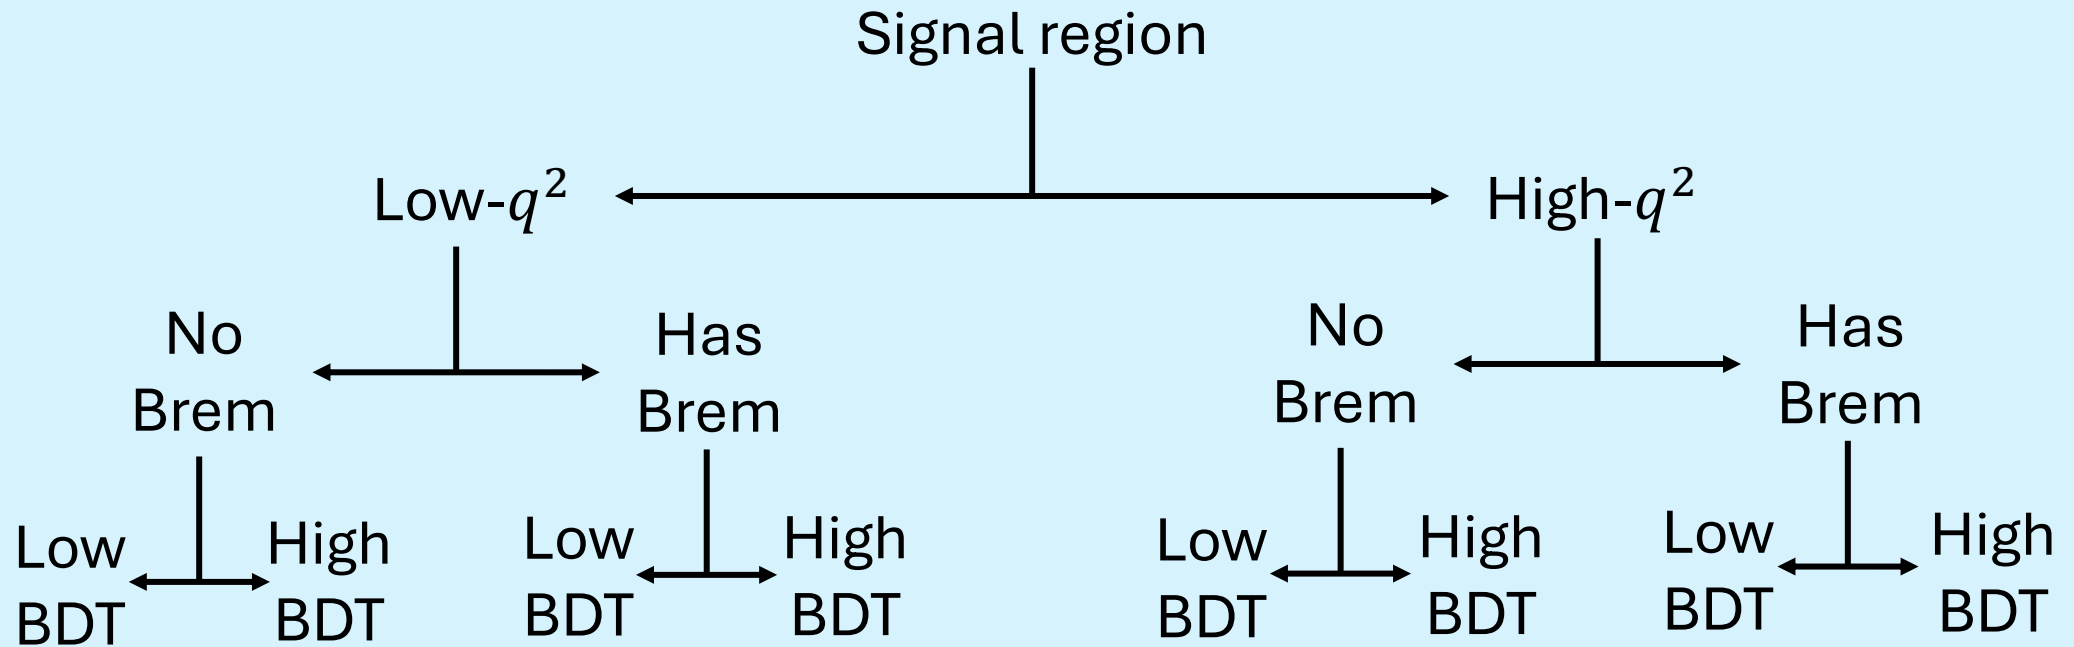 Signal region
Low-q²
High-q²
No
Brem
Has
Brem
No
Brem
Has
Brem
Low
BDT
High
BDT
Low
BDT
High
BDT
Low
BDT
High
BDT
Low
BDT
High
BDT